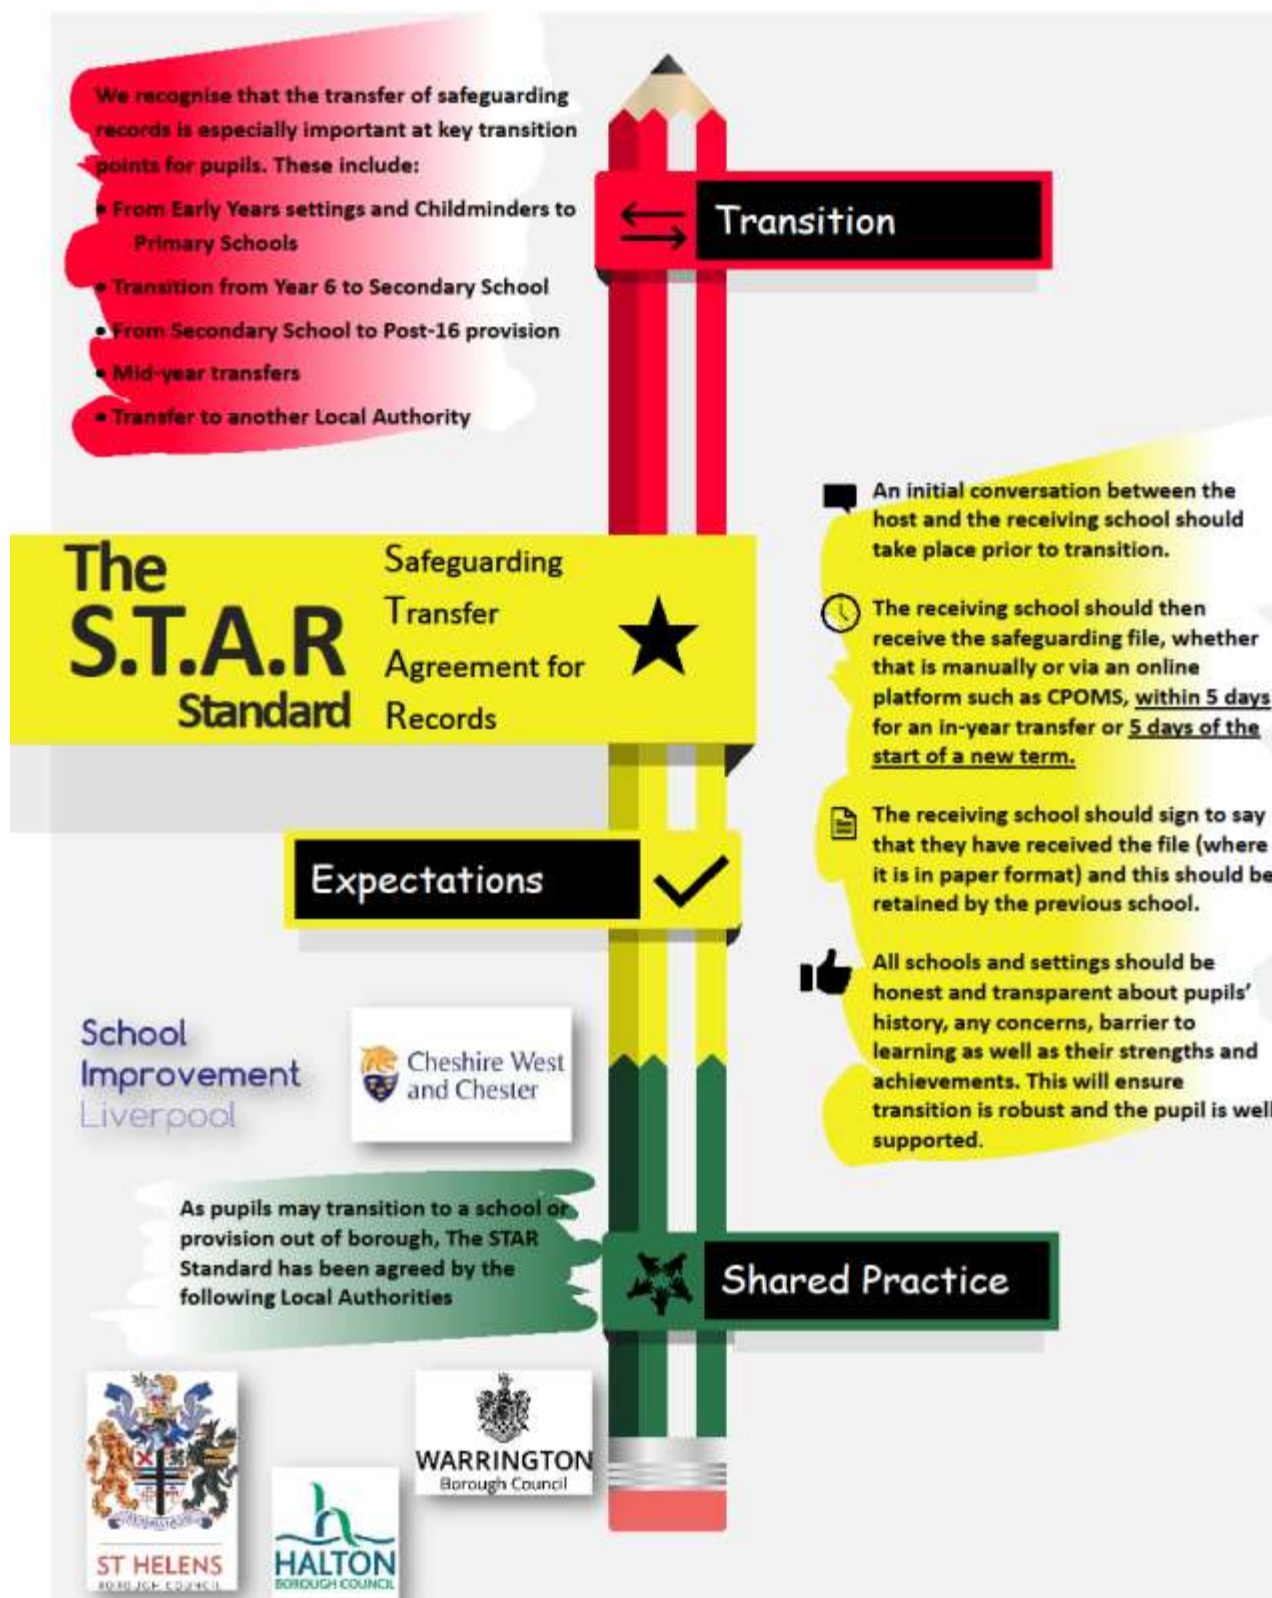 We recognise that the transfer of safeguarding
records is especially important at key transition
points for pupils. These include:
• From Early Years settings and Childminders to
Primary Schools
• Transition from Year 6 to Secondary School
• From Secondary School to Post-16 provision
• Mid-year transfers
• Transfer to another Local Authority
Transition
The
S.T.A.R
Standard
Safeguarding
Transfer
Agreement for
Records
An initial conversation between the
host and the receiving school should
take place prior to transition.
The receiving school should then
receive the safeguarding file, whether
that is manually or via an online
platform such as CPOMS, within 5 days
for an in-year transfer or 5 days of the
start of a new term.
The receiving school should sign to say
that they have received the file (where
it is in paper format) and this should be
retained by the previous school.
All schools and settings should be
honest and transparent about pupils'
history, any concerns, barrier to
learning as well as their strengths and
achievements. This will ensure
transition is robust and the pupil is well
supported.
Expectations
School
Improvement
Liverpool
Cheshire West
and Chester
As pupils may transition to a school or
provision out of borough, The STAR
Standard has been agreed by the
following Local Authorities
Shared Practice
ST HELENS
BOROUGH COUNCIL
HALTON
BOROUGH COUNCIL
WARRINGTON
Borough Council